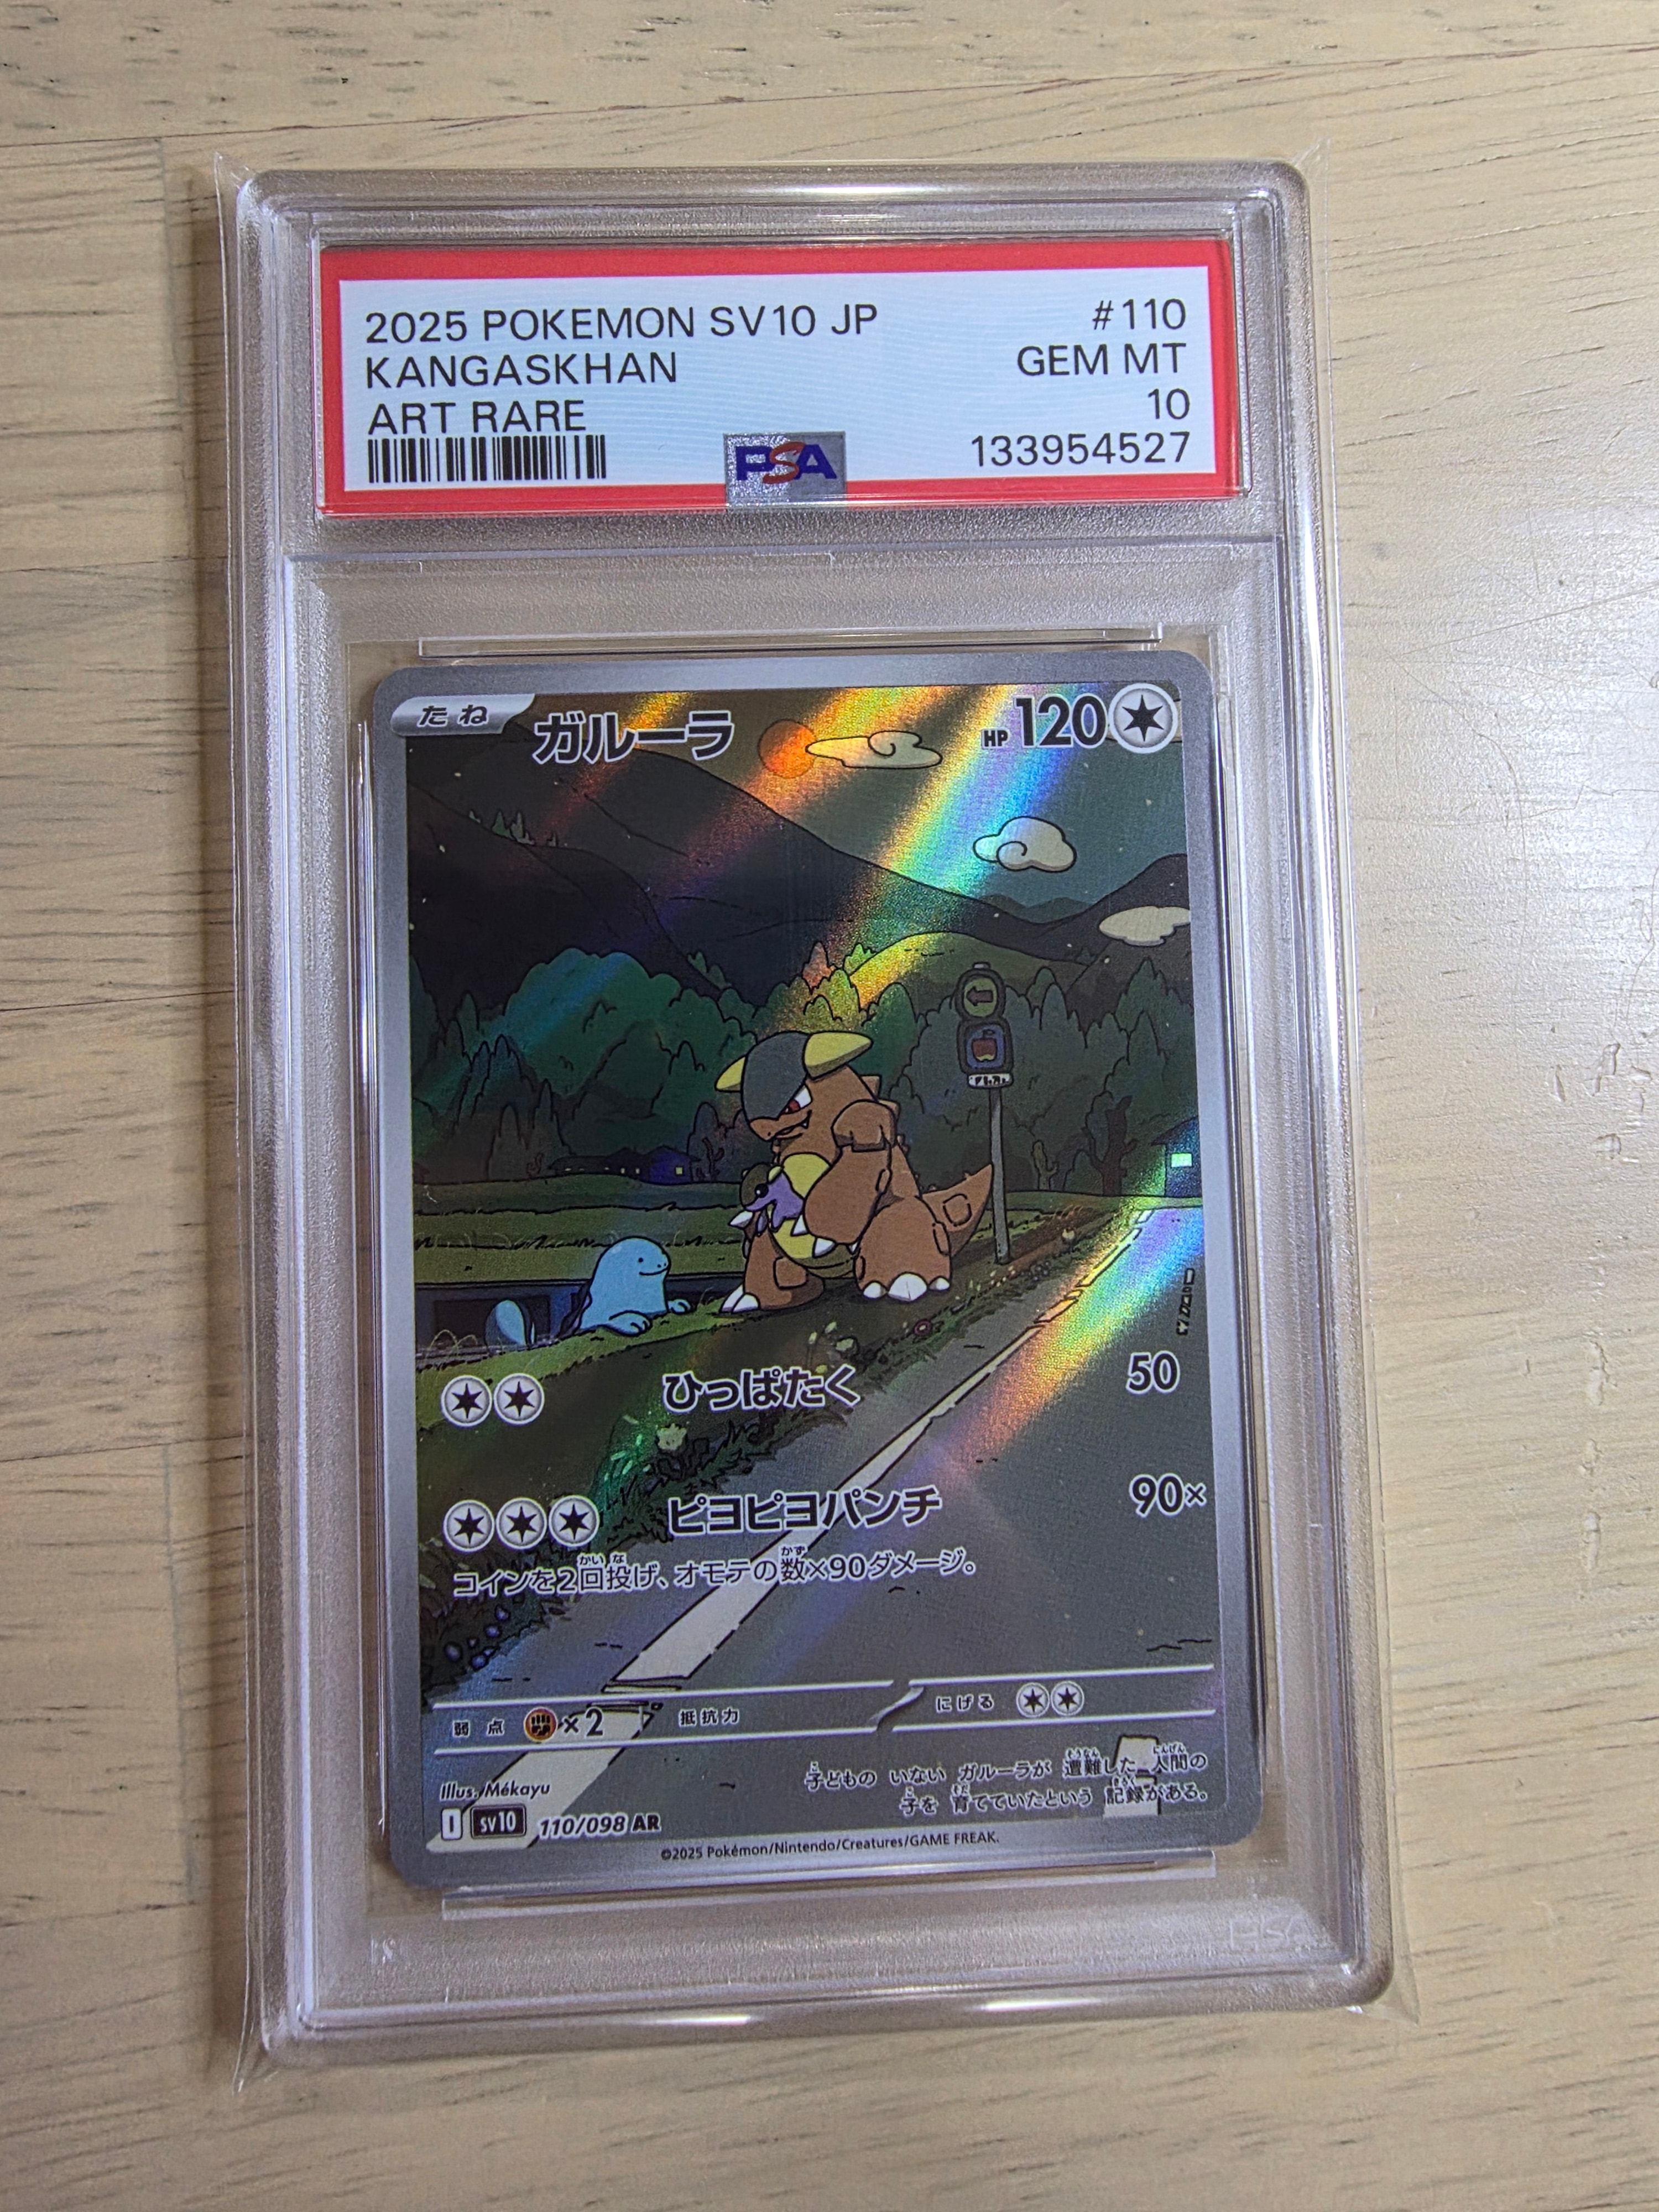 2025 POKEMON SV10 JP #110
KANGASKHAN GEM MT
ART RARE 10
PSA 133954527
たね ガルーラ HP 120
ひっぱたく 50
ピヨピヨパンチ 90×
コインを2回投げ、オモテの数×90ダメージ。
弱点 ×2 抵抗力 にげる
子どもの いない ガルーラが 遭難した 人間の
子を 育てていたという 記録がある。
Illus. Mékayu
I SV10 110/098 AR
©2025 Pokémon/Nintendo/Creatures/GAME FREAK.
PSA